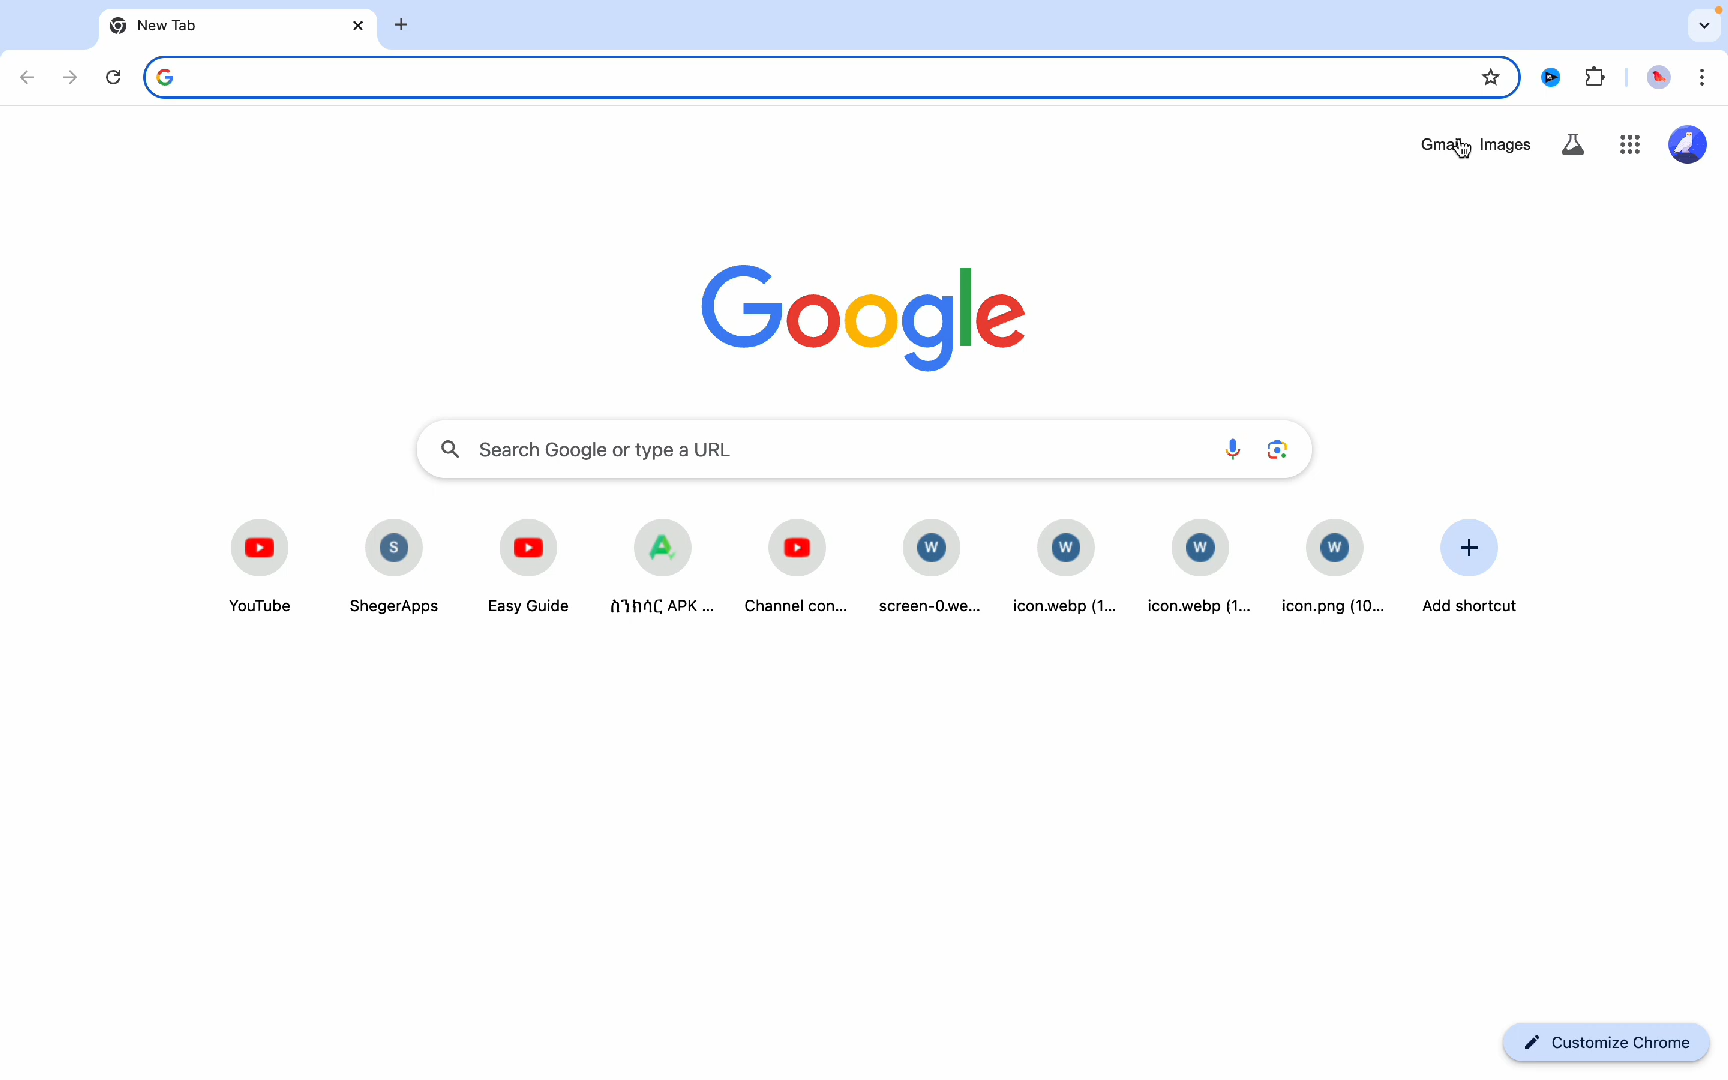 New Tab
Gmail Images
Google
Search Google or type a URL
YouTube
S
ShegerApps
Easy Guide
ስንክሳር APK ...
Channel con...
W
screen-0.we...
W
icon.webp (1...
W
icon.webp (1...
W
icon.png (10...
Add shortcut
Customize Chrome